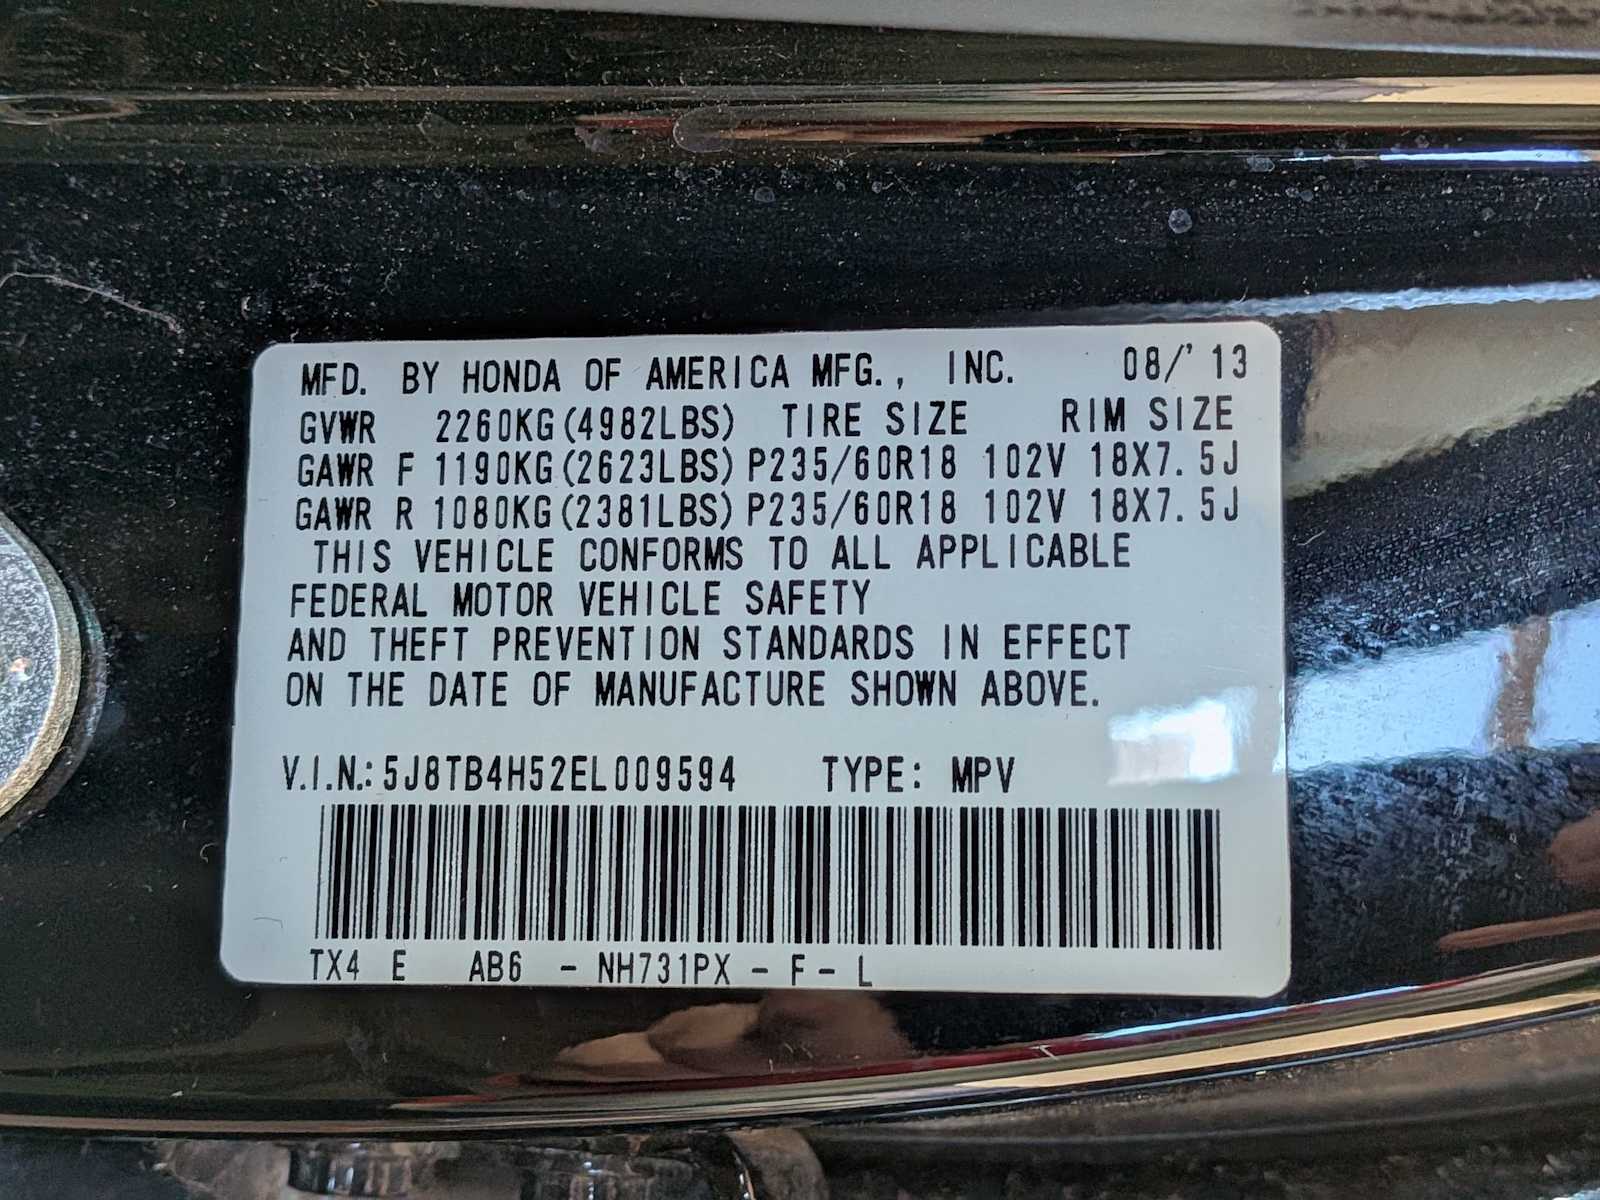 MFD. BY HONDA OF AMERICA MFG., INC. 08/'13
GVWR 2260KG(4982LBS) TIRE SIZE RIM SIZE
GAWR F 1190KG(2623LBS) P235/60R18 102V 18X7.5J
GAWR R 1080KG(2381LBS) P235/60R18 102V 18X7.5J
THIS VEHICLE CONFORMS TO ALL APPLICABLE
FEDERAL MOTOR VEHICLE SAFETY
AND THEFT PREVENTION STANDARDS IN EFFECT
ON THE DATE OF MANUFACTURE SHOWN ABOVE.
V.I.N.: 5J8TB4H52EL009594 TYPE: MPV
TX4 E AB6 - NH731PX - F - L